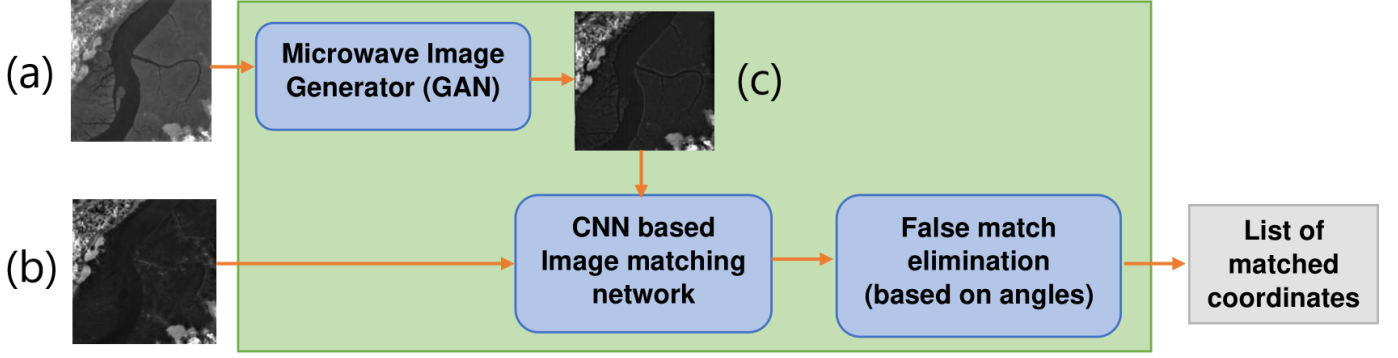 (a)
Microwave Image
Generator (GAN)
(c)
(b)
CNN based
Image matching
network
False match
elimination
(based on angles)
List of
matched
coordinates